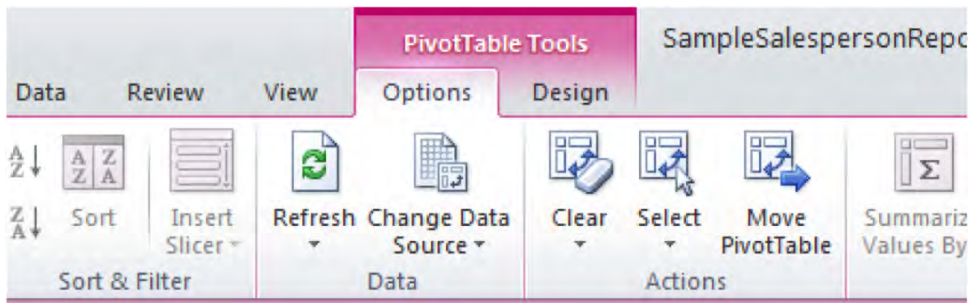 PivotTable Tools
SampleSalespersonRepo
Data Review View Options Design
A Z
A Z Z A
Z A
Sort
Insert Slicer
Refresh
Change Data Source
Clear
Select
Move PivotTable
Σ
Summariz
Values By
Sort & Filter
Data
Actions